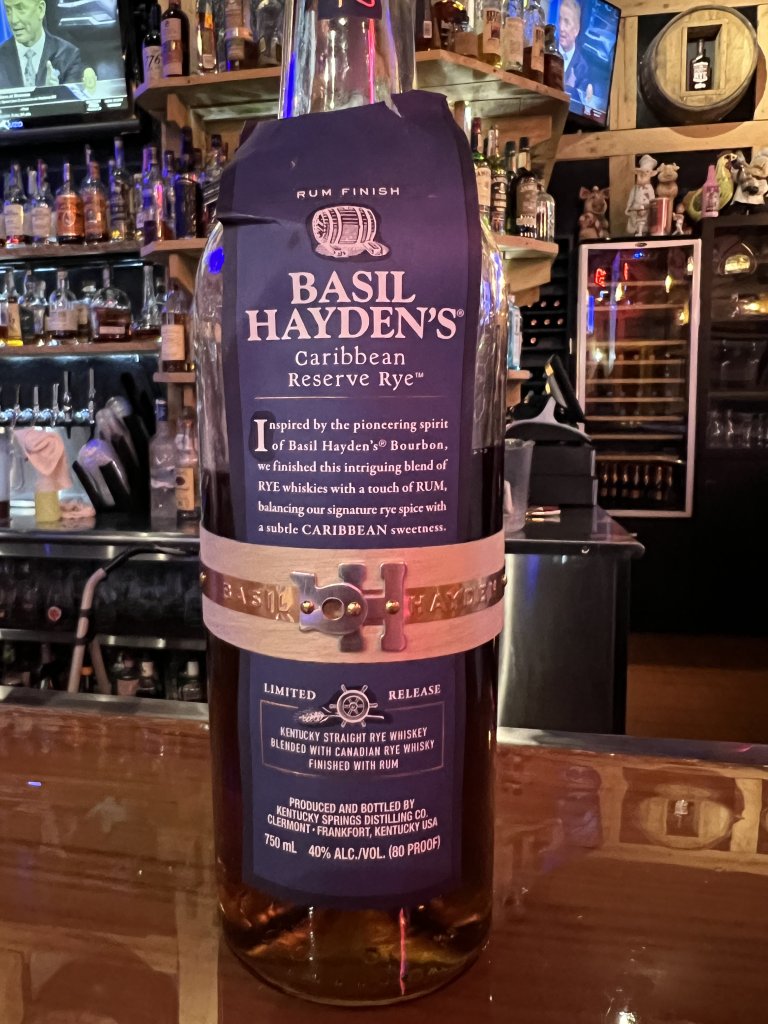 RUM FINISH
BASIL
HAYDEN'S®
Caribbean
Reserve Rye™
Inspired by the pioneering spirit
of Basil Hayden's® Bourbon,
we finished this intriguing blend of
RYE whiskies with a touch of RUM,
balancing our signature rye spice with
a subtle CARIBBEAN sweetness.
BASIL bH HAYDEN
LIMITED RELEASE
KENTUCKY STRAIGHT RYE WHISKEY
BLENDED WITH CANADIAN RYE WHISKY
FINISHED WITH RUM
PRODUCED AND BOTTLED BY
KENTUCKY SPRINGS DISTILLING CO.
CLERMONT · FRANKFORT, KENTUCKY USA
750 mL 40% ALC./VOL. (80 PROOF)